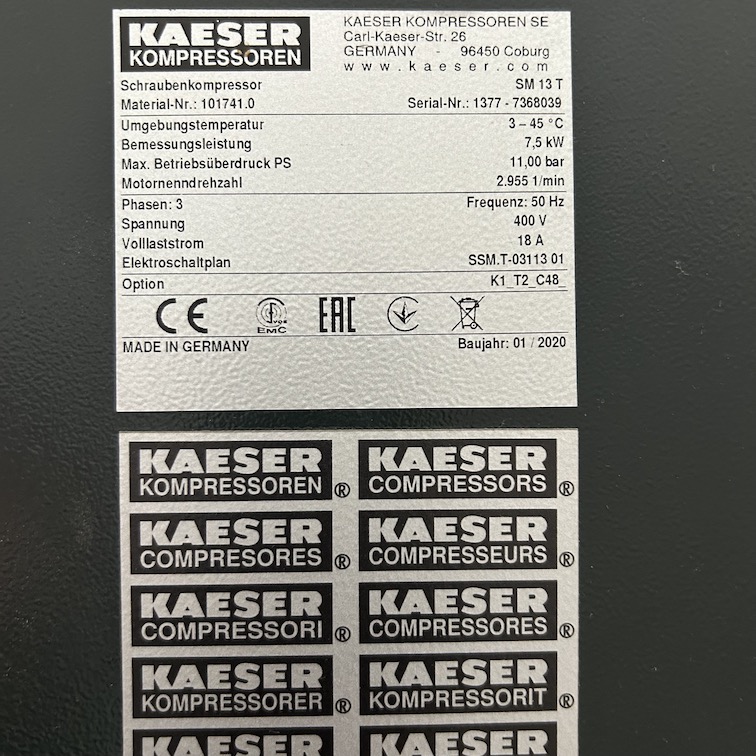 KAESER
KOMPRESSOREN
KAESER KOMPRESSOREN SE
Carl-Kaeser-Str. 26
GERMANY - 96450 Coburg
www.kaeser.com
Schraubenkompressor SM 13 T
Material-Nr.: 101741.0 Serial-Nr.: 1377 - 7368039
Umgebungstemperatur 3 – 45 °C
Bemessungsleistung 7,5 kW
Max. Betriebsüberdruck PS 11,00 bar
Motornenndrehzahl 2.955 1/min
Phasen: 3 Frequenz: 50 Hz
Spannung 400 V
Volllaststrom 18 A
Elektroschaltplan SSM.T-03113 01
Option K1_T2_C48_
CE EMC EAC
MADE IN GERMANY Baujahr: 01 / 2020
KAESER KAESER
KOMPRESSOREN ® COMPRESSORS ®
KAESER KAESER
COMPRESORES ® COMPRESSEURS ®
KAESER KAESER
COMPRESSORI ® COMPRESSORES ®
KAESER KAESER
KOMPRESSORER ® KOMPRESSORIT ®
KAESER KAESER